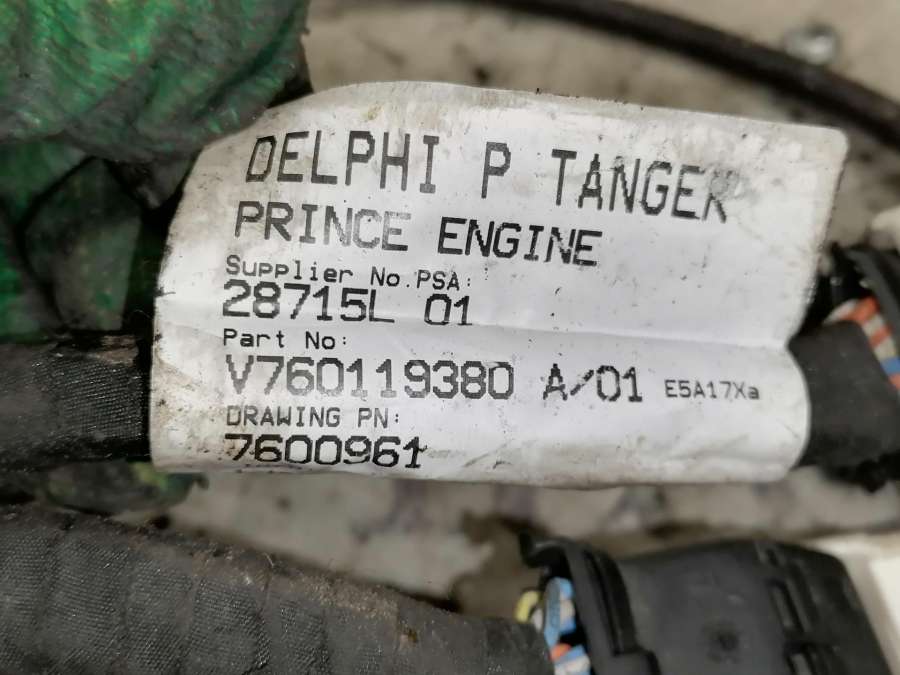 DELPHI P TANGER
PRINCE ENGINE
Supplier No.PSA:
28715L 01
Part No:
V760119380 A/01 E5A17Xa
DRAWING PN:
7600961